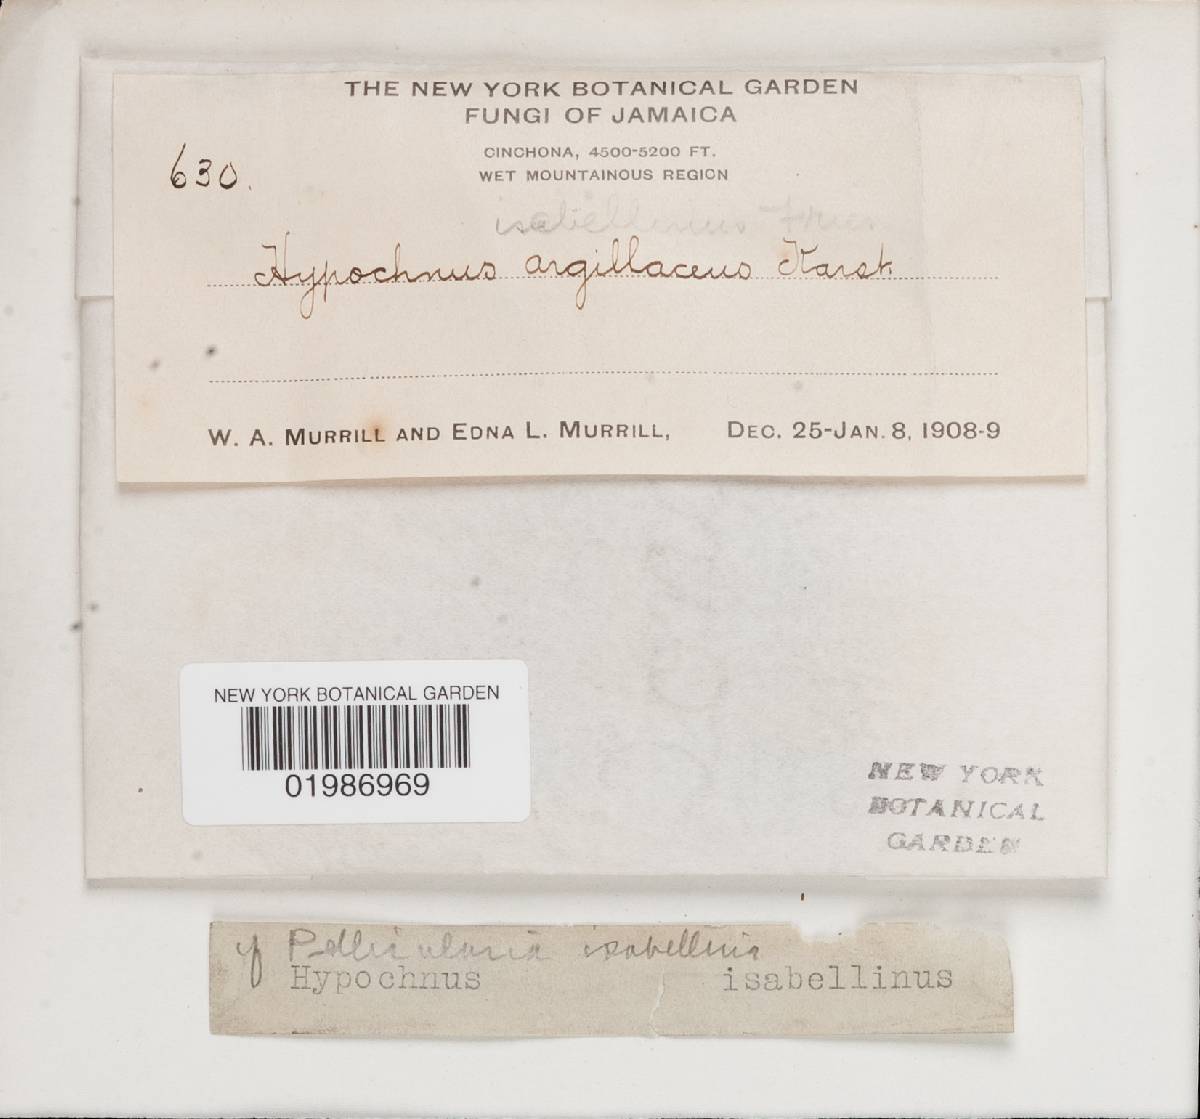 THE NEW YORK BOTANICAL GARDEN
FUNGI OF JAMAICA
CINCHONA, 4500-5200 FT.
WET MOUNTAINOUS REGION
630.
isabellinus Fries
Hypochnus argillaceus Karst.
W. A. MURRILL AND EDNA L. MURRILL, DEC. 25-JAN. 8, 1908-9
NEW YORK BOTANICAL GARDEN
01986969
NEW YORK
BOTANICAL
GARDEN
Pellicularia isabellina
Hypochnus isabellinus